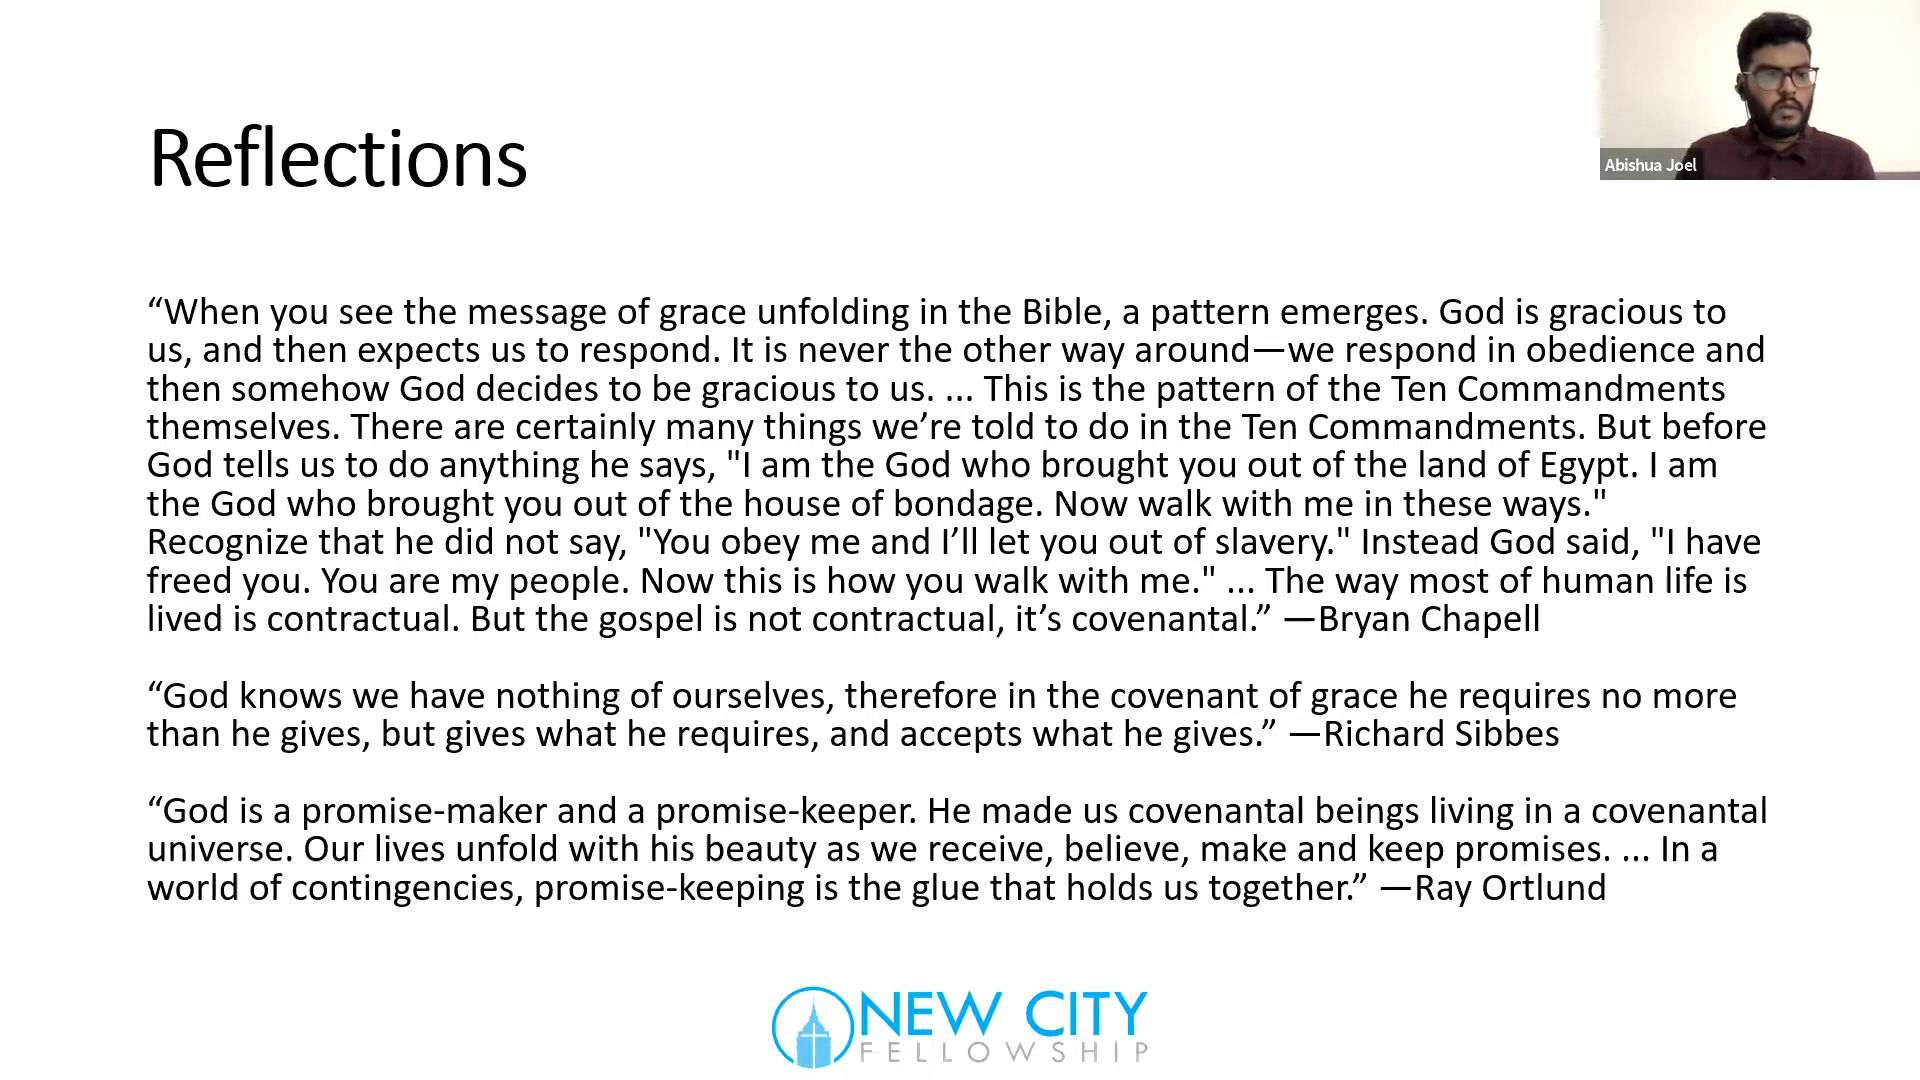 Abishua Joel
Reflections
“When you see the message of grace unfolding in the Bible, a pattern emerges. God is gracious to
us, and then expects us to respond. It is never the other way around—we respond in obedience and
then somehow God decides to be gracious to us. ... This is the pattern of the Ten Commandments
themselves. There are certainly many things we’re told to do in the Ten Commandments. But before
God tells us to do anything he says, "I am the God who brought you out of the land of Egypt. I am
the God who brought you out of the house of bondage. Now walk with me in these ways."
Recognize that he did not say, "You obey me and I’ll let you out of slavery." Instead God said, "I have
freed you. You are my people. Now this is how you walk with me." ... The way most of human life is
lived is contractual. But the gospel is not contractual, it’s covenantal.” —Bryan Chapell
“God knows we have nothing of ourselves, therefore in the covenant of grace he requires no more
than he gives, but gives what he requires, and accepts what he gives.” —Richard Sibbes
“God is a promise-maker and a promise-keeper. He made us covenantal beings living in a covenantal
universe. Our lives unfold with his beauty as we receive, believe, make and keep promises. ... In a
world of contingencies, promise-keeping is the glue that holds us together.” —Ray Ortlund
NEW CITY
FELLOWSHIP